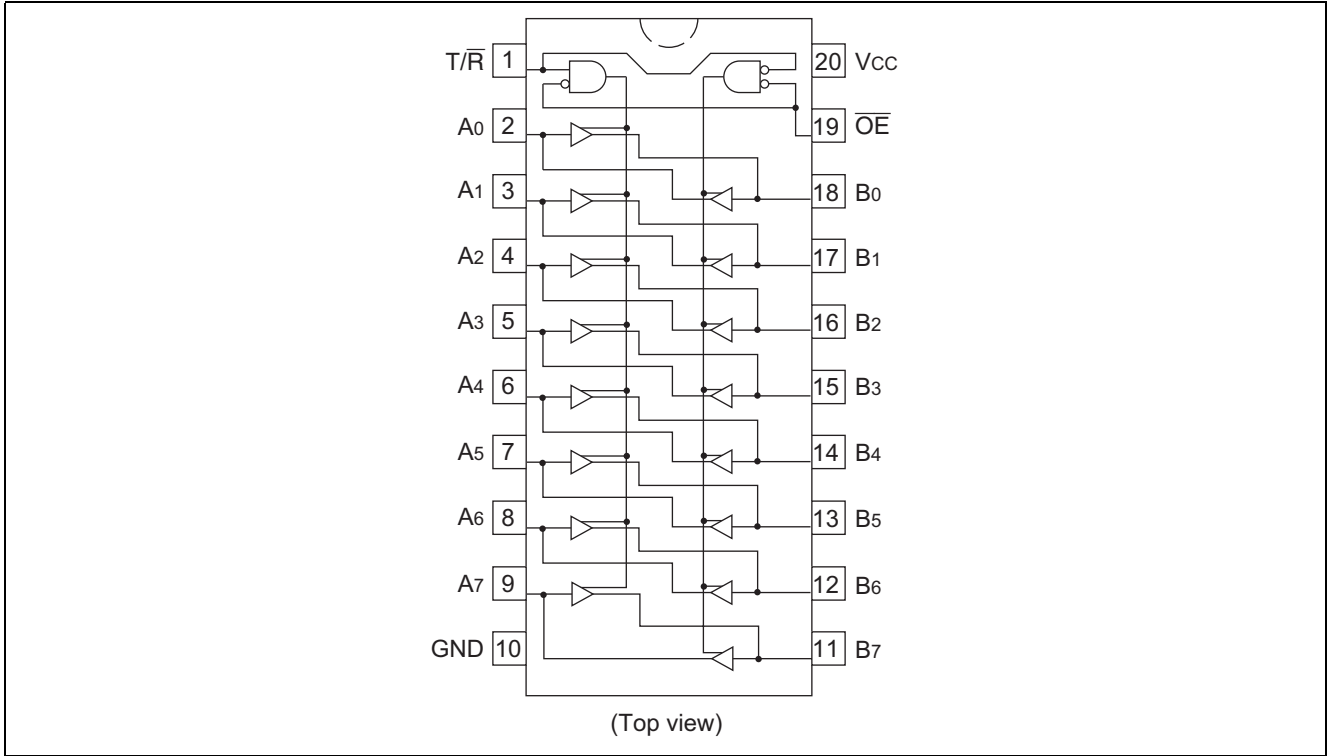 T/R̅ 1 20 VCC
A0 2 19 O̅E̅
A1 3 18 B0
A2 4 17 B1
A3 5 16 B2
A4 6 15 B3
A5 7 14 B4
A6 8 13 B5
A7 9 12 B6
GND 10 11 B7
(Top view)